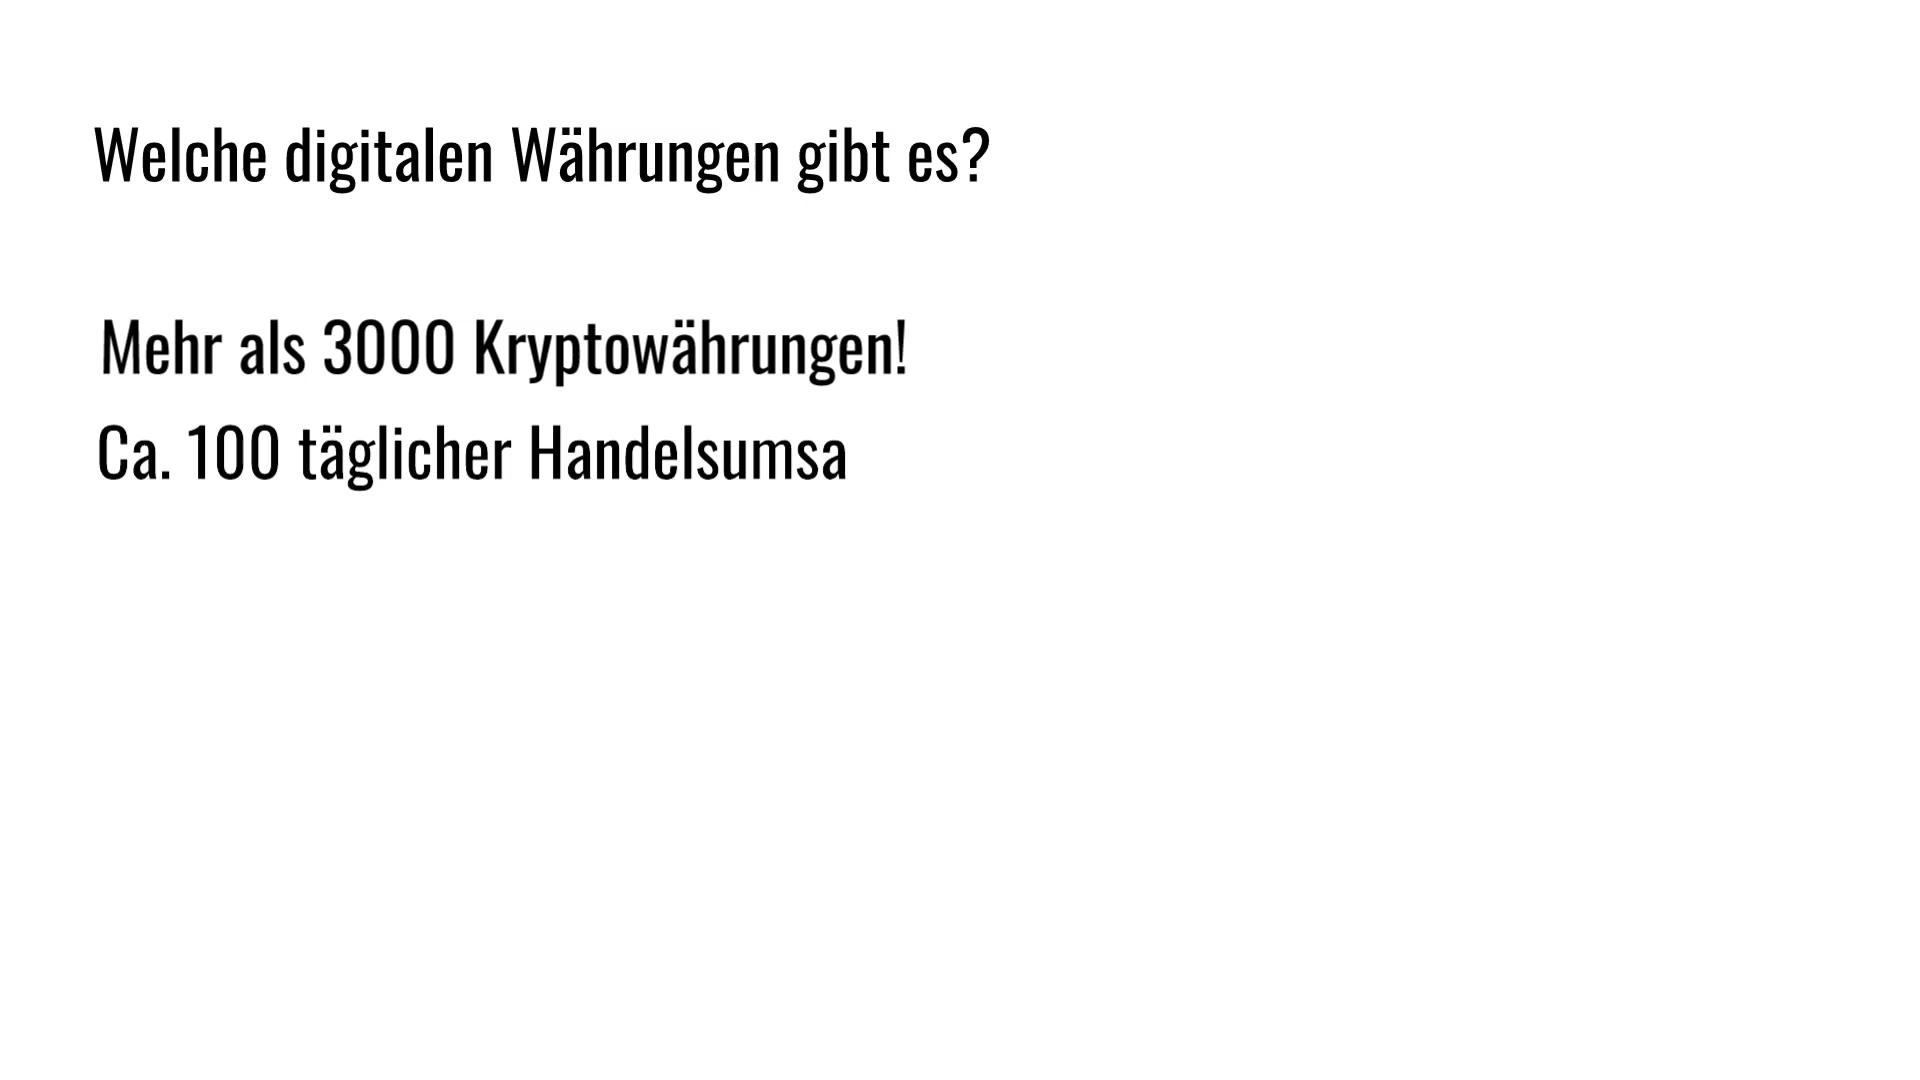 Welche digitalen Währungen gibt es?
Mehr als 3000 Kryptowährungen!
Ca. 100 täglicher Handelsumsa